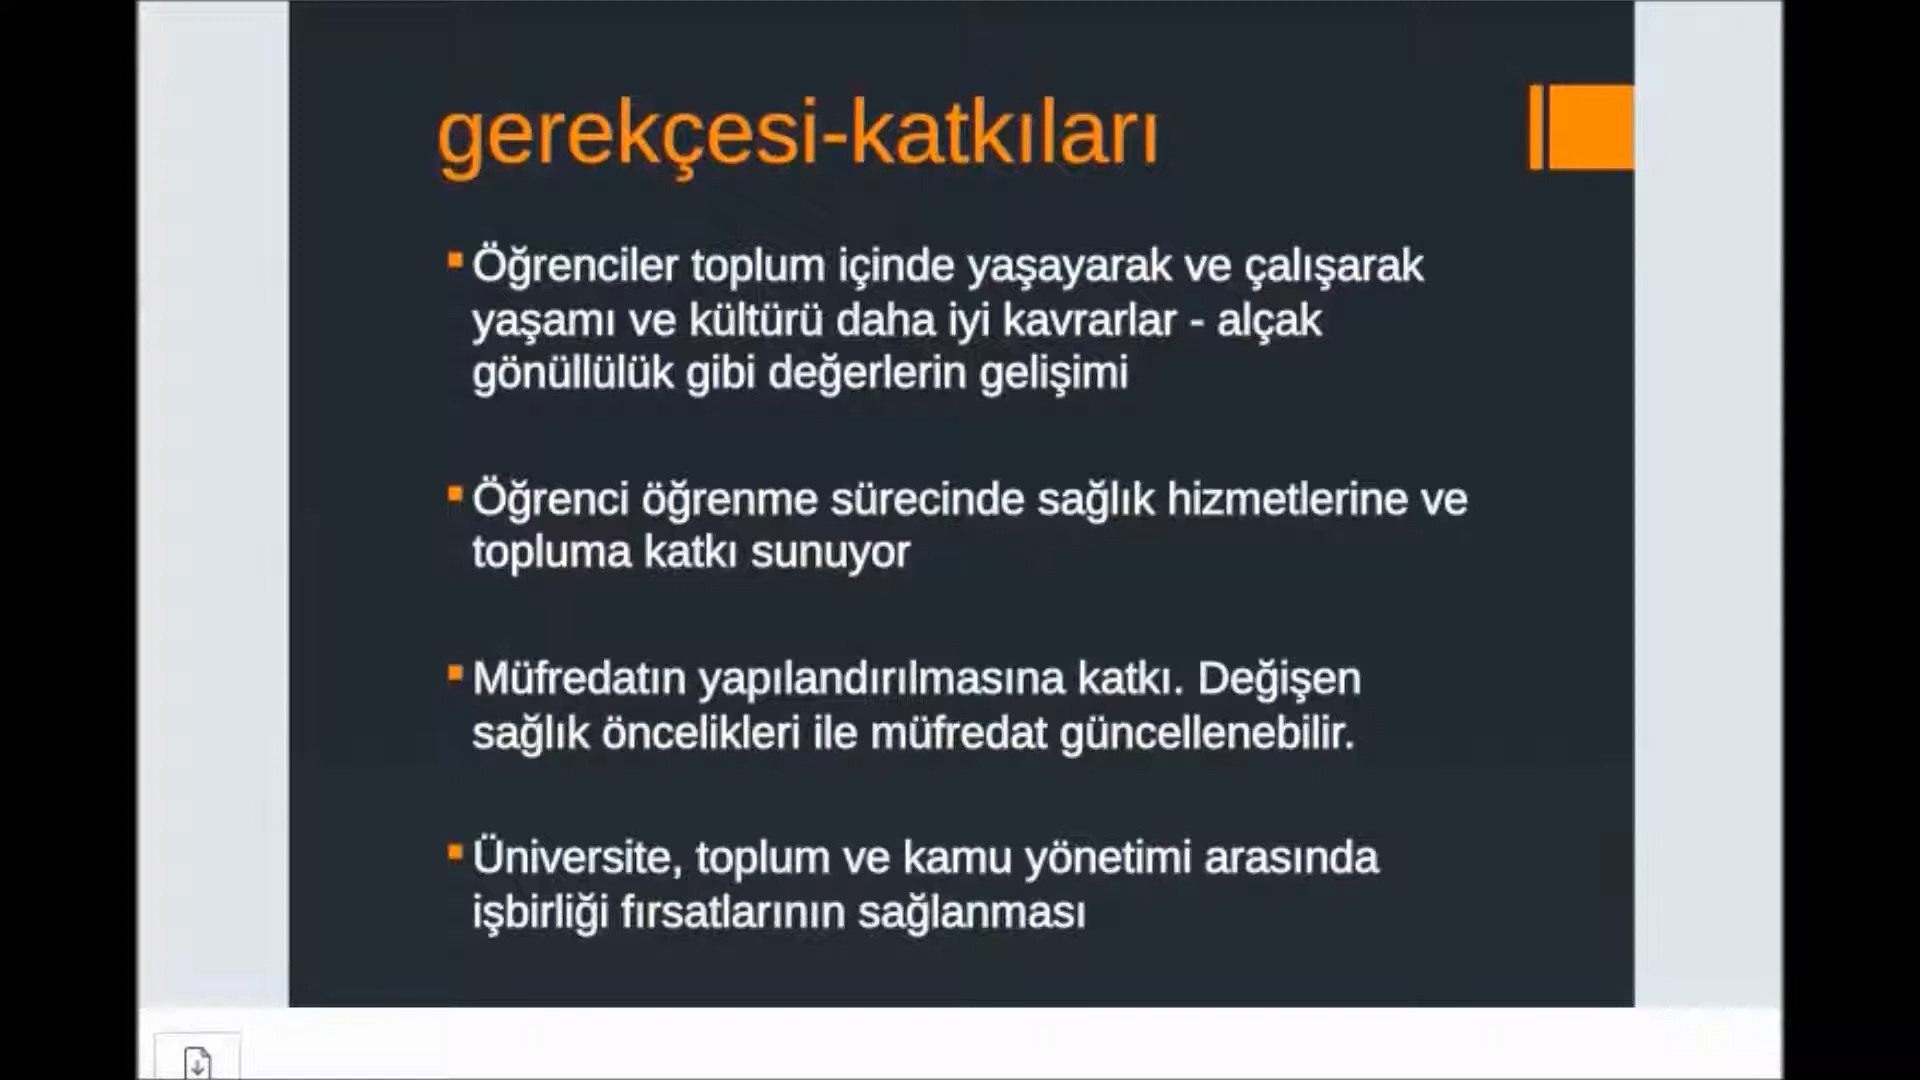 gerekçesi-katkıları
Öğrenciler toplum içinde yaşayarak ve çalışarak
yaşamı ve kültürü daha iyi kavrarlar - alçak
gönüllülük gibi değerlerin gelişimi
Öğrenci öğrenme sürecinde sağlık hizmetlerine ve
topluma katkı sunuyor
Müfredatın yapılandırılmasına katkı. Değişen
sağlık öncelikleri ile müfredat güncellenebilir.
Üniversite, toplum ve kamu yönetimi arasında
işbirliği fırsatlarının sağlanması